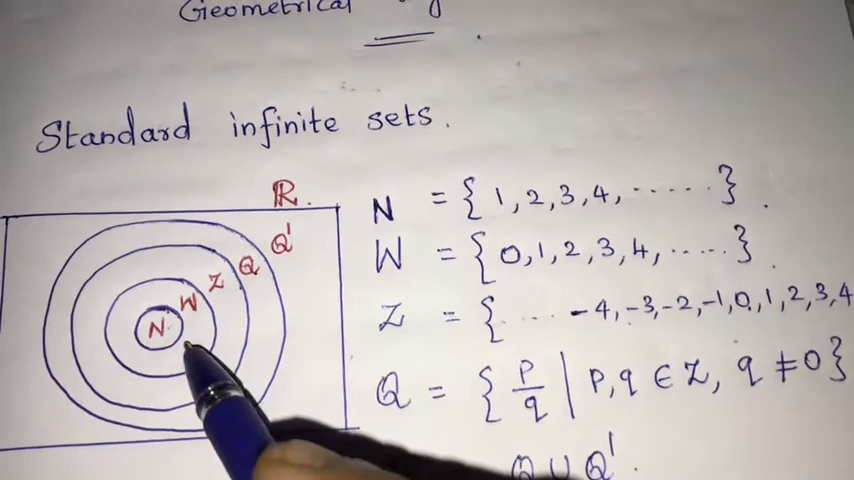 Geometrical
Standard infinite sets.
R.
Q'
Q
Z
W
N
N = {1, 2, 3, 4, ......}.
W = {0, 1, 2, 3, 4, ......}
Z = {.... -4, -3, -2, -1, 0, 1, 2, 3, 4
Q = {p/q | p, q ∈ Z, q ≠ 0}
Q ∪ Q'.